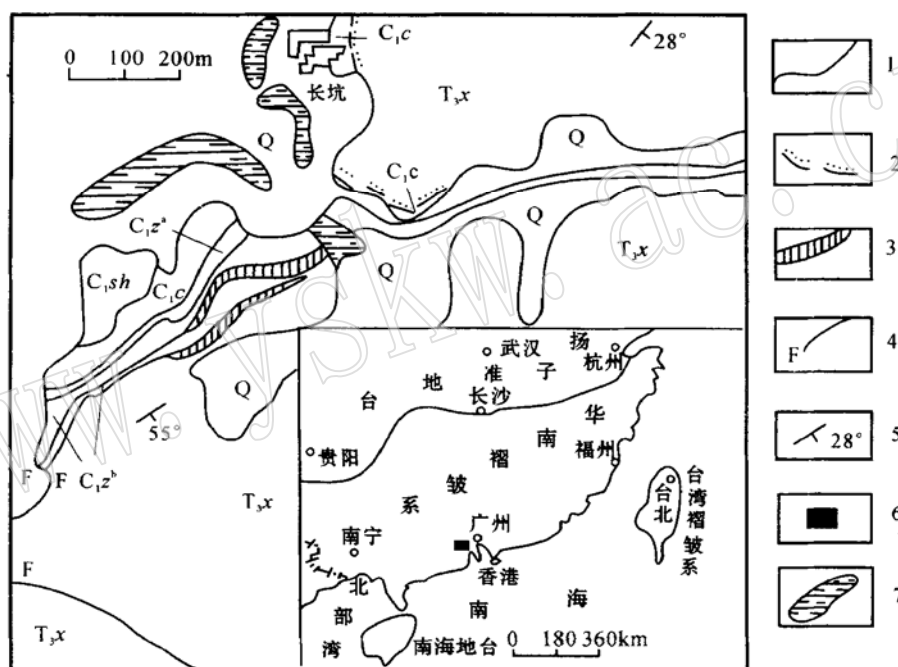 0 100 200m
C₁c
28°
长坑
T₃x
Q
Q
C₁c
C₁zᵃ
Q
Q
T₃x
C₁sh
C₁c
Q
55°
F F C₁zᵇ
T₃x
F
T₃x
武汉
扬子准地台
杭州
长沙
华南褶皱系
福州
贵阳
台北
台湾褶皱系
南宁
广州
香港
北部湾
南海
南海地台
0 180 360km
1
2
3
F
4
28°
5
6
7
www.yskw.ac.c